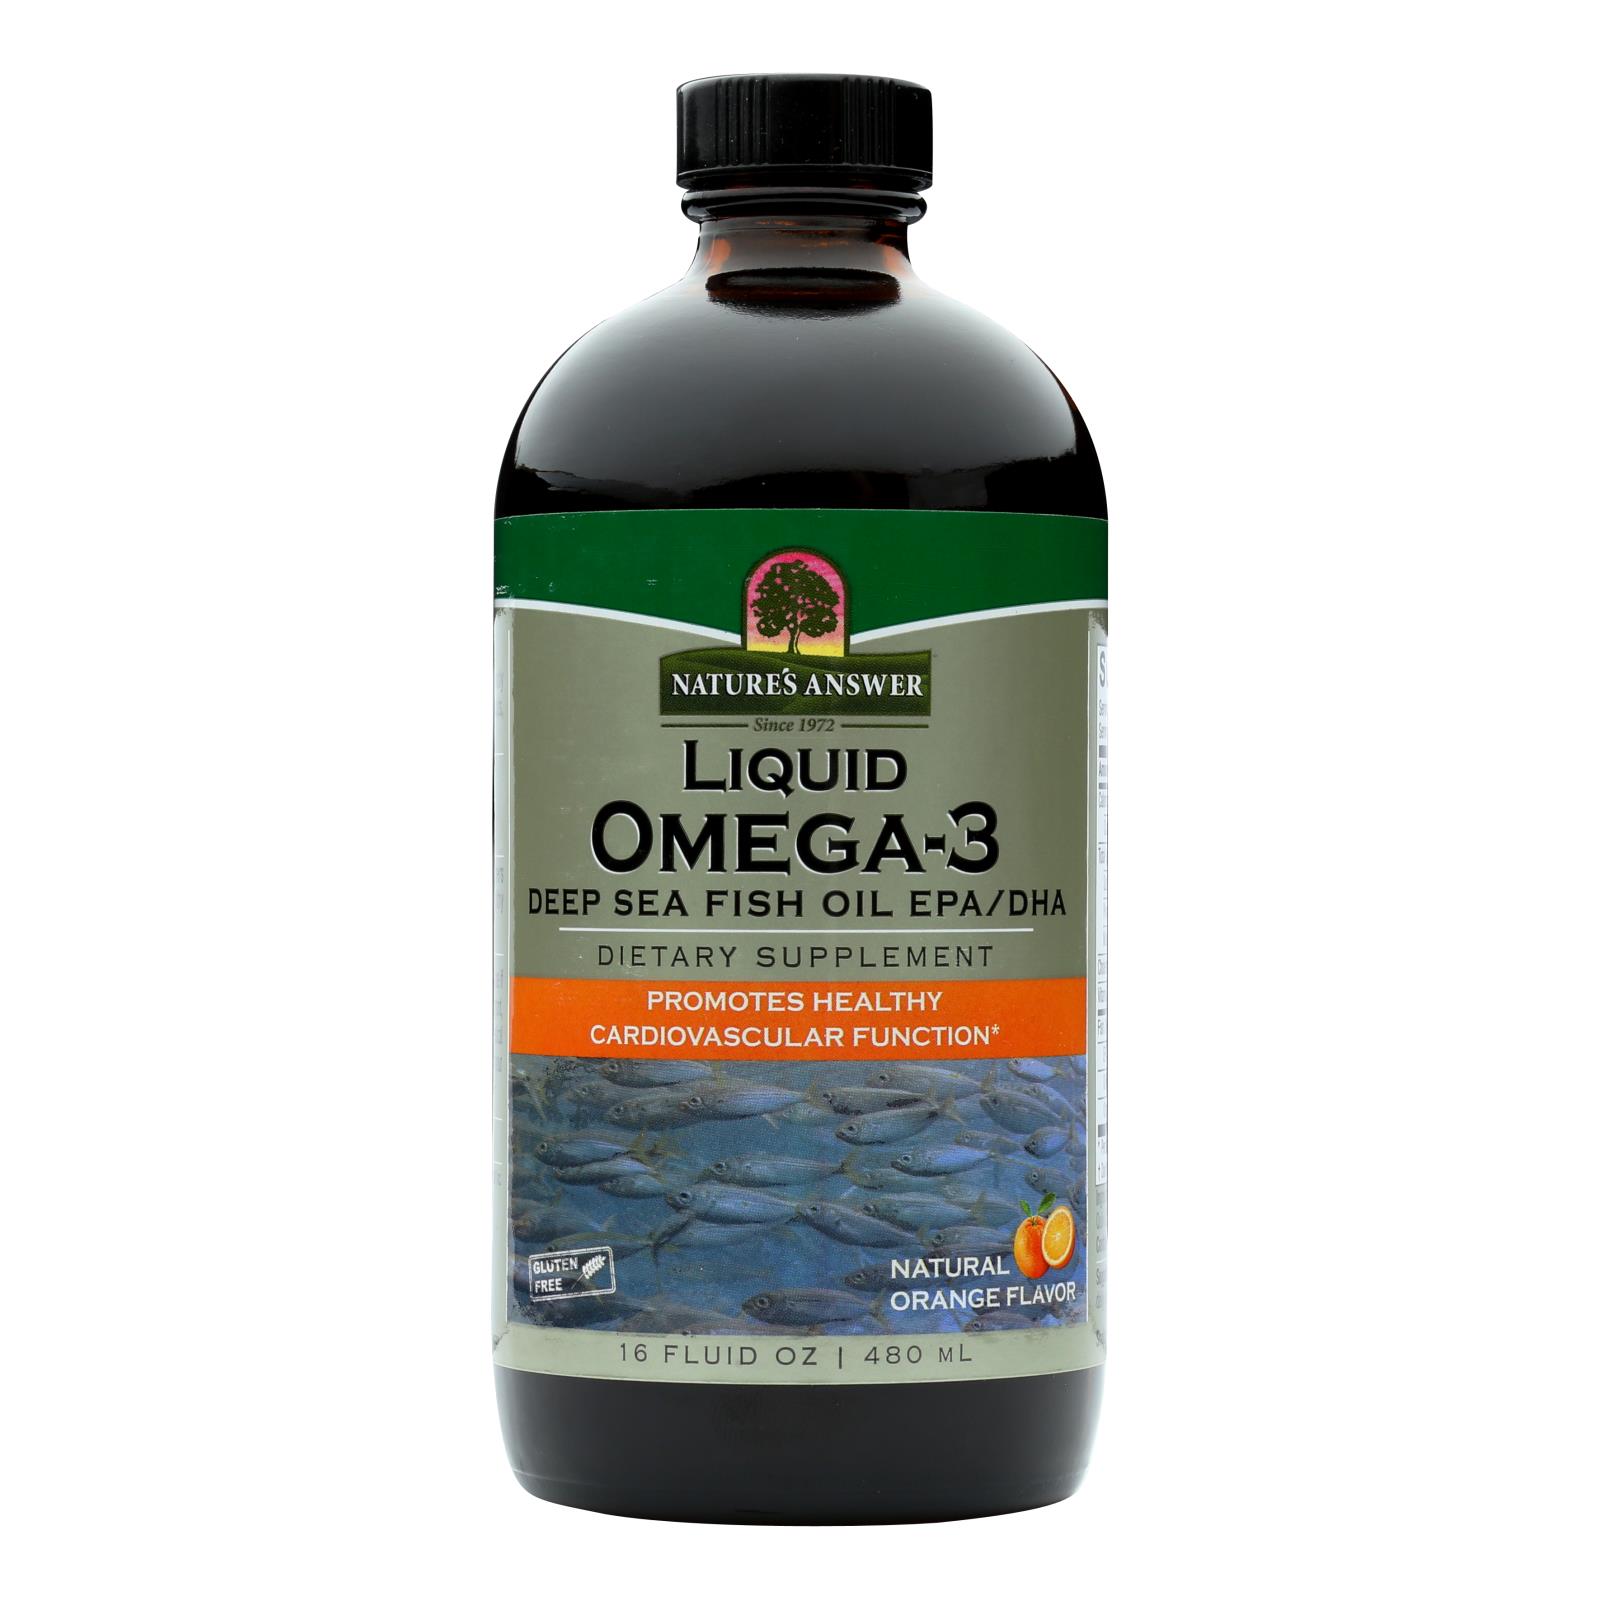 NATURE'S ANSWER
Since 1972
LIQUID
OMEGA-3
DEEP SEA FISH OIL EPA/DHA
DIETARY SUPPLEMENT
PROMOTES HEALTHY
CARDIOVASCULAR FUNCTION*
GLUTEN
FREE
NATURAL
ORANGE FLAVOR
16 FLUID OZ | 480 mL